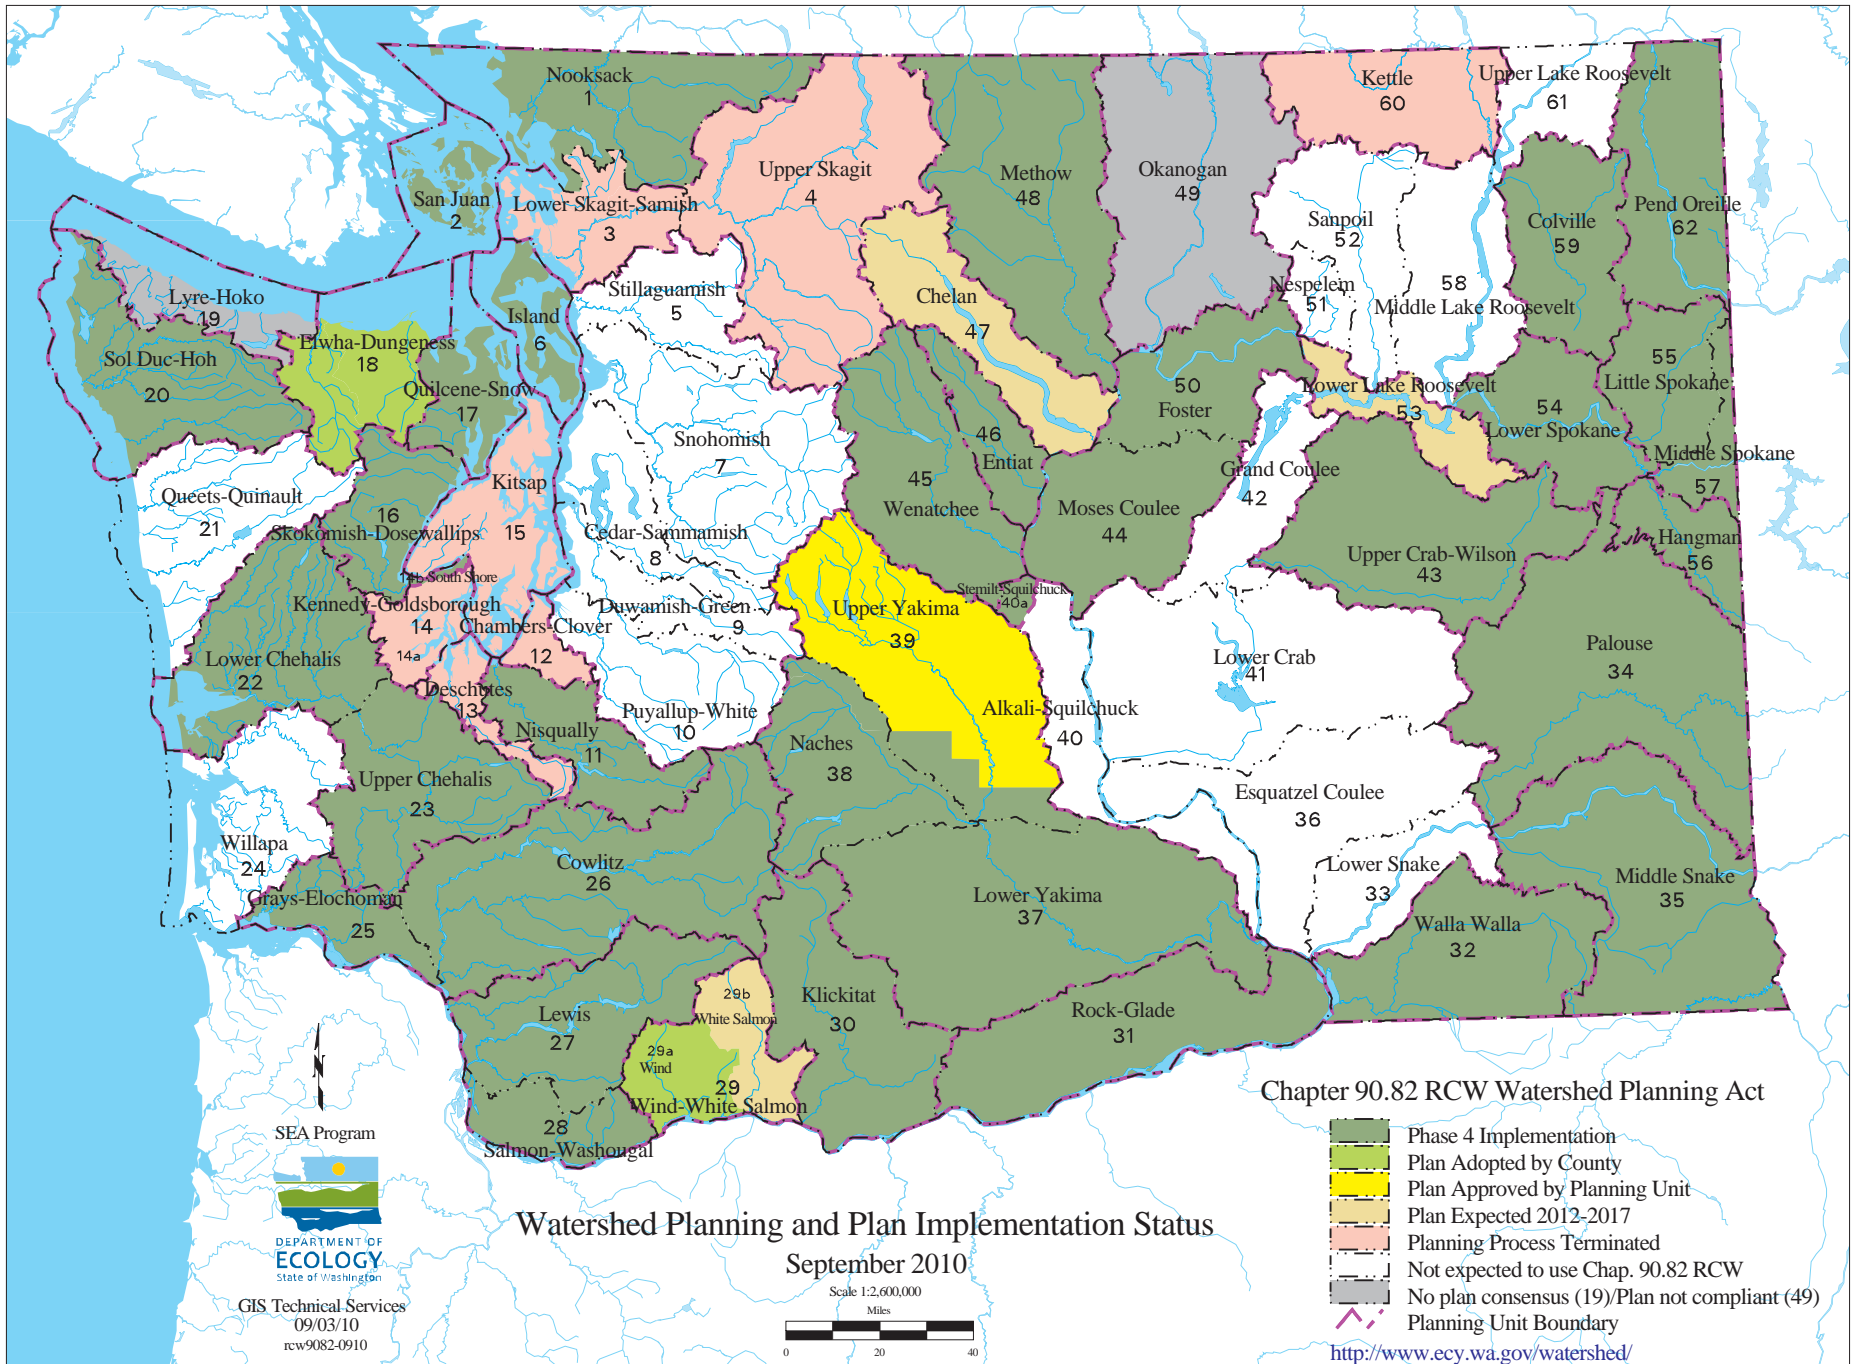 Nooksack
1
San Juan
2
Lower Skagit-Samish
3
Upper Skagit
4
Stillaguamish
5
Island
6
Snohomish
7
Cedar-Sammamish
8
Duwamish-Green
9
Puyallup-White
10
Nisqually
11
Chambers-Clover
12
Deschutes
13
Kennedy-Goldsborough
14
14a
14b South Shore
Kitsap
15
16
Skokomish-Dosewallips
Quilcene-Snow
17
Elwha-Dungeness
18
Lyre-Hoko
19
Sol Duc-Hoh
20
Queets-Quinault
21
Lower Chehalis
22
Upper Chehalis
23
Willapa
24
Grays-Elochoman
25
Cowlitz
26
Lewis
27
28
Salmon-Washougal
29a
Wind
29b
White Salmon
29
Wind-White Salmon
Klickitat
30
Rock-Glade
31
Walla Walla
32
Lower Snake
33
Palouse
34
Middle Snake
35
Esquatzel Coulee
36
Lower Yakima
37
Naches
38
Upper Yakima
39
Alkali-Squilchuck
40
Stemilt-Squilchuck
40a
Lower Crab
41
Grand Coulee
42
Upper Crab-Wilson
43
Moses Coulee
44
45
Wenatchee
46
Entiat
Chelan
47
Methow
48
Okanogan
49
50
Foster
Nespelem
51
Sanpoil
52
Lower Lake Roosevelt
53
54
Lower Spokane
55
Little Spokane
Hangman
56
Middle Spokane
57
58
Middle Lake Roosevelt
Colville
59
Kettle
60
Upper Lake Roosevelt
61
Pend Oreille
62
N
SEA Program
DEPARTMENT OF
ECOLOGY
State of Washington
GIS Technical Services
09/03/10
rcw9082-0910
Watershed Planning and Plan Implementation Status
September 2010
Scale 1:2,600,000
Miles
0 20 40
Chapter 90.82 RCW Watershed Planning Act
Phase 4 Implementation
Plan Adopted by County
Plan Approved by Planning Unit
Plan Expected 2012-2017
Planning Process Terminated
Not expected to use Chap. 90.82 RCW
No plan consensus (19)/Plan not compliant (49)
Planning Unit Boundary
http://www.ecy.wa.gov/watershed/